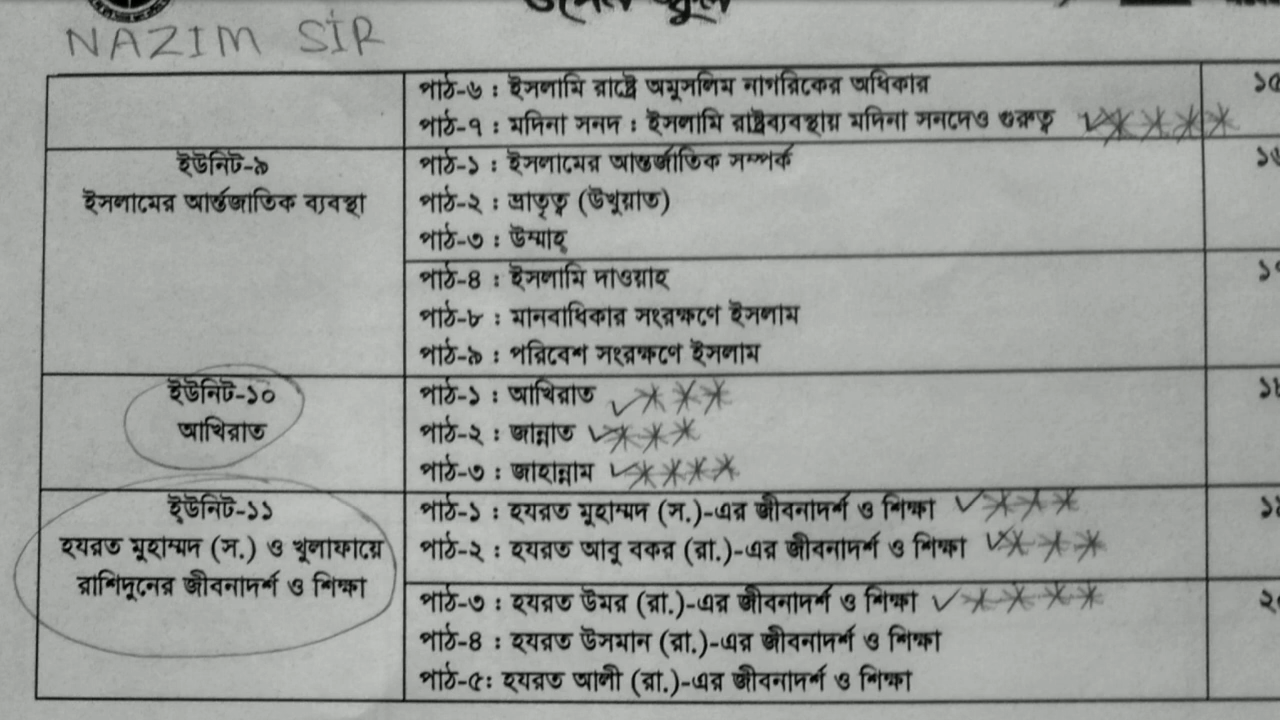 NAZIM SIR
পাঠ-৬ : ইসলামি রাষ্ট্রে অমুসলিম নাগরিকের অধিকার
পাঠ-৭ : মদিনা সনদ : ইসলামি রাষ্ট্রব্যবস্থায় মদিনা সনদেও গুরুত্ব
ইউনিট-৯
ইসলামের আর্ন্তজাতিক ব্যবস্থা
পাঠ-১ : ইসলামের আন্তর্জাতিক সম্পর্ক
পাঠ-২ : ভ্রাতৃত্ব (উখুয়াত)
পাঠ-৩ : উম্মাহ্
পাঠ-৪ : ইসলামি দাওয়াহ
পাঠ-৮ : মানবাধিকার সংরক্ষণে ইসলাম
পাঠ-৯ : পরিবেশ সংরক্ষণে ইসলাম
ইউনিট-১০
আখিরাত
পাঠ-১ : আখিরাত
পাঠ-২ : জান্নাত
পাঠ-৩ : জাহান্নাম
ইউনিট-১১
হযরত মুহাম্মদ (স.) ও খুলাফায়ে
রাশিদুনের জীবনাদর্শ ও শিক্ষা
পাঠ-১ : হযরত মুহাম্মদ (স.)-এর জীবনাদর্শ ও শিক্ষা
পাঠ-২ : হযরত আবু বকর (রা.)-এর জীবনাদর্শ ও শিক্ষা
পাঠ-৩ : হযরত উমর (রা.)-এর জীবনাদর্শ ও শিক্ষা
পাঠ-৪ : হযরত উসমান (রা.)-এর জীবনাদর্শ ও শিক্ষা
পাঠ-৫: হযরত আলী (রা.)-এর জীবনাদর্শ ও শিক্ষা